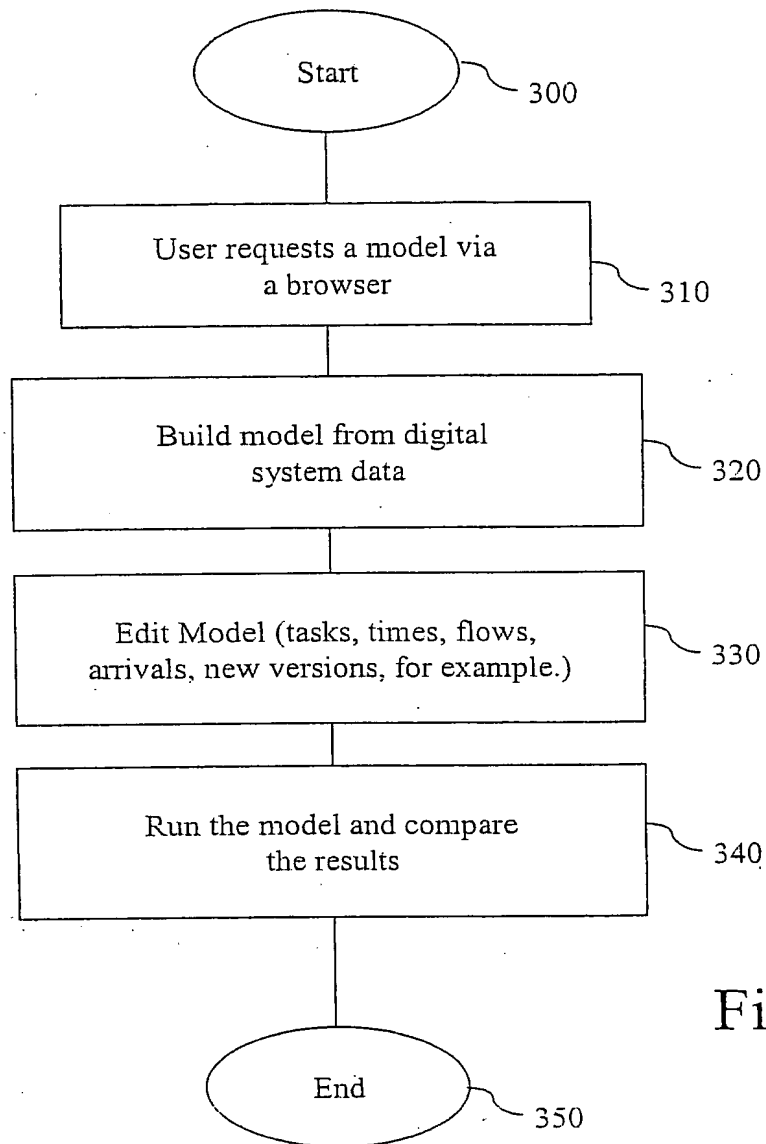 Start
300
User requests a model via
a browser
310
Build model from digital
system data
320
Edit Model (tasks, times, flows,
arrivals, new versions, for example.)
330
Run the model and compare
the results
340
End
350